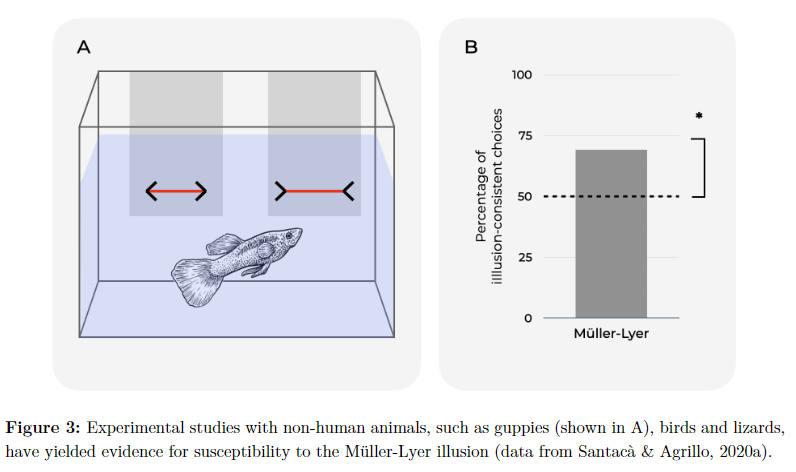 A
B
100
75
50
25
0
Percentage of
illlusion-consistent choices
*
Müller-Lyer
Figure 3: Experimental studies with non-human animals, such as guppies (shown in A), birds and lizards,
have yielded evidence for susceptibility to the Müller-Lyer illusion (data from Santacà & Agrillo, 2020a).